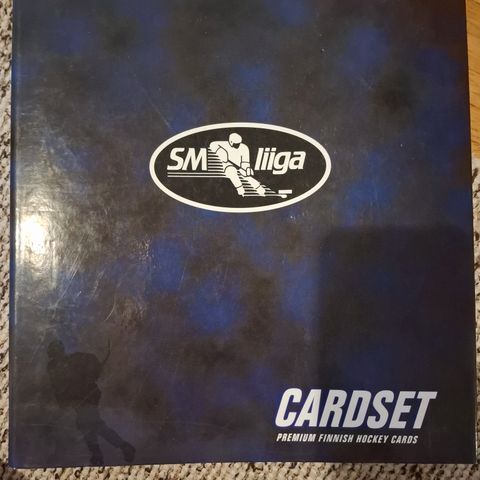 SM liiga
CARDSET
PREMIUM FINNISH HOCKEY CARDS